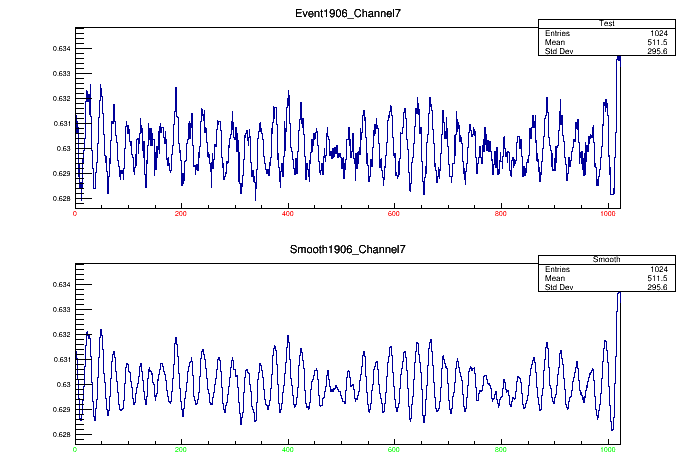 Event1906_Channel7
Test
Entries 1024
Mean 511.5
Std Dev 295.6
0.634
0.633
0.632
0.631
0.63
0.629
0.628
0 200 400 600 800 1000
Smooth1906_Channel7
Smooth
Entries 1024
Mean 511.5
Std Dev 295.6
0.634
0.633
0.632
0.631
0.63
0.629
0.628
0 200 400 600 800 1000